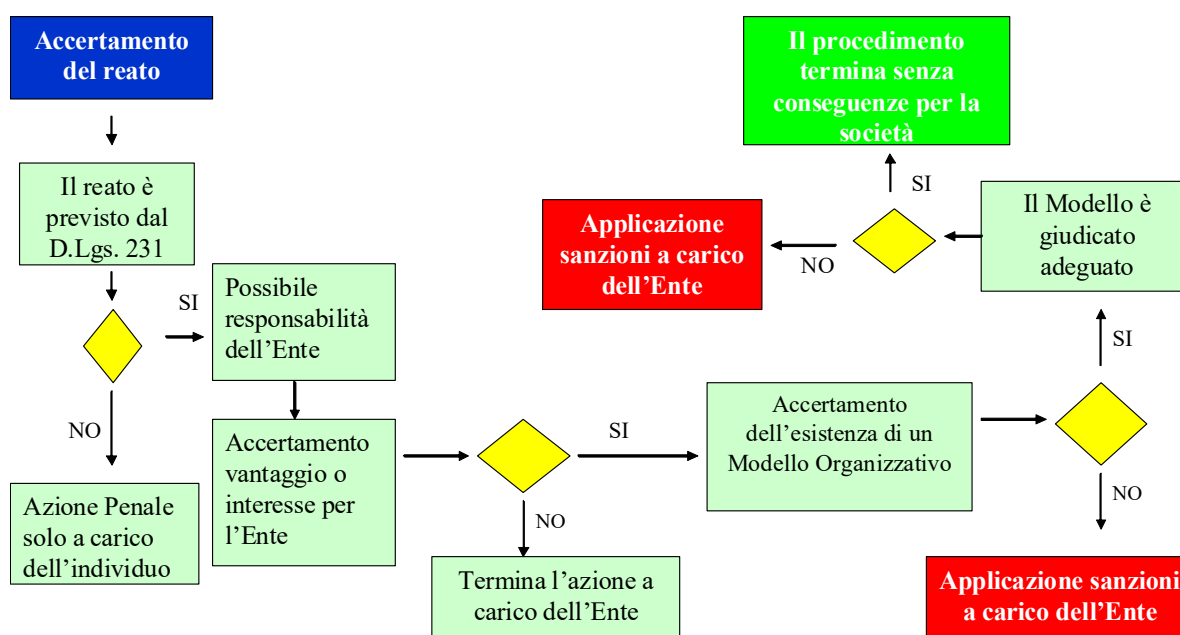 Accertamento
del reato
Il reato è
previsto dal
D.Lgs. 231
SI
NO
Azione Penale
solo a carico
dell’individuo
Possibile
responsabilità
dell’Ente
Accertamento
vantaggio o
interesse per
l’Ente
SI
NO
Termina l’azione a
carico dell’Ente
Accertamento
dell’esistenza di un
Modello Organizzativo
SI
NO
Applicazione sanzioni
a carico dell’Ente
Il Modello è
giudicato
adeguato
SI
NO
Applicazione
sanzioni a carico
dell’Ente
Il procedimento
termina senza
conseguenze per la
società